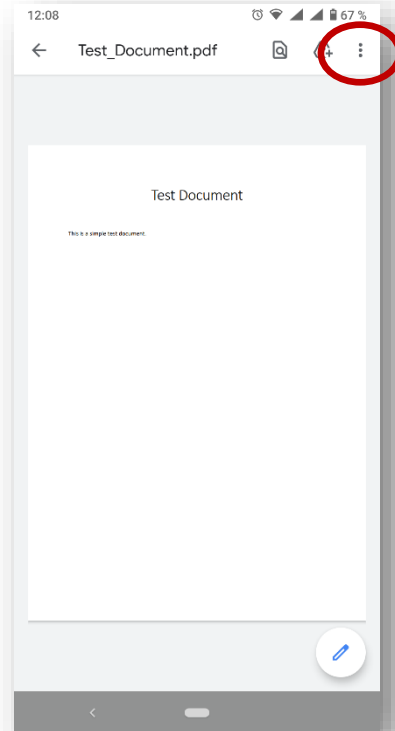 12:08
67 %
Test_Document.pdf
Test Document
This is a simple test document.